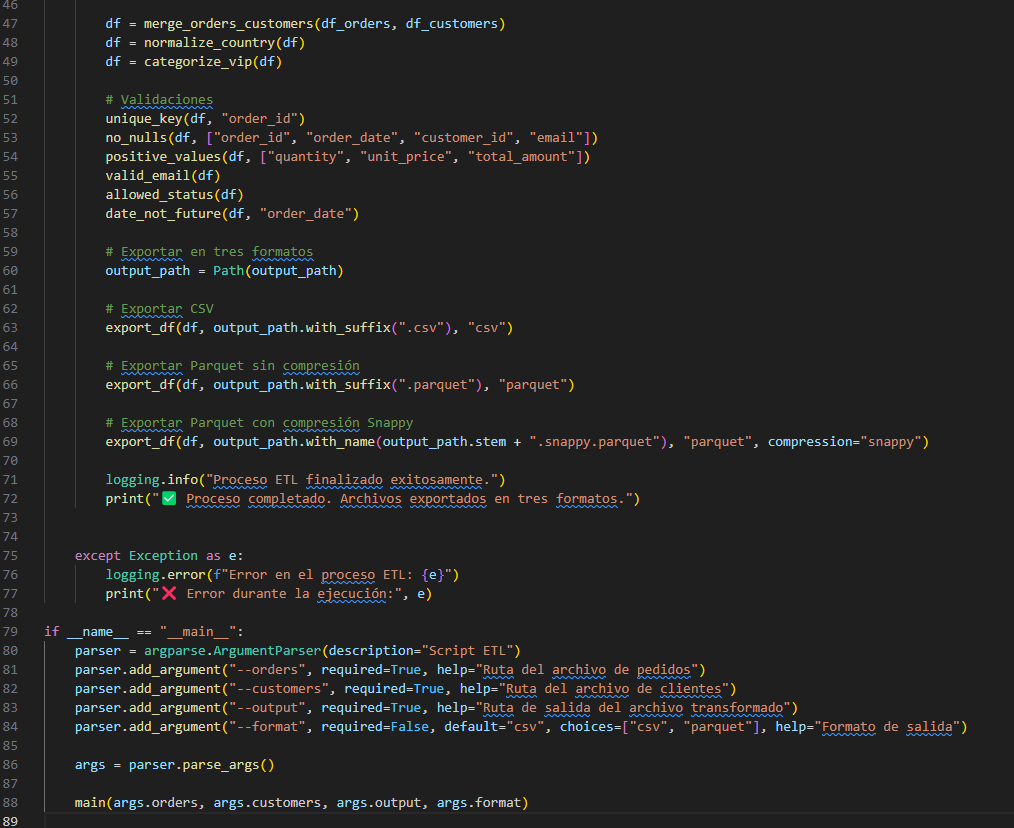 46
47 df = merge_orders_customers(df_orders, df_customers)
48 df = normalize_country(df)
49 df = categorize_vip(df)
50
51 # Validaciones
52 unique_key(df, "order_id")
53 no_nulls(df, ["order_id", "order_date", "customer_id", "email"])
54 positive_values(df, ["quantity", "unit_price", "total_amount"])
55 valid_email(df)
56 allowed_status(df)
57 date_not_future(df, "order_date")
58
59 # Exportar en tres formatos
60 output_path = Path(output_path)
61
62 # Exportar CSV
63 export_df(df, output_path.with_suffix(".csv"), "csv")
64
65 # Exportar Parquet sin compresión
66 export_df(df, output_path.with_suffix(".parquet"), "parquet")
67
68 # Exportar Parquet con compresión Snappy
69 export_df(df, output_path.with_name(output_path.stem + ".snappy.parquet"), "parquet", compression="snappy")
70
71 logging.info("Proceso ETL finalizado exitosamente.")
72 print("✅ Proceso completado. Archivos exportados en tres formatos.")
73
74
75 except Exception as e:
76 logging.error(f"Error en el proceso ETL: {e}")
77 print("❌ Error durante la ejecución:", e)
78
79 if __name__ == "__main__":
80 parser = argparse.ArgumentParser(description="Script ETL")
81 parser.add_argument("--orders", required=True, help="Ruta del archivo de pedidos")
82 parser.add_argument("--customers", required=True, help="Ruta del archivo de clientes")
83 parser.add_argument("--output", required=True, help="Ruta de salida del archivo transformado")
84 parser.add_argument("--format", required=False, default="csv", choices=["csv", "parquet"], help="Formato de salida")
85
86 args = parser.parse_args()
87
88 main(args.orders, args.customers, args.output, args.format)
89